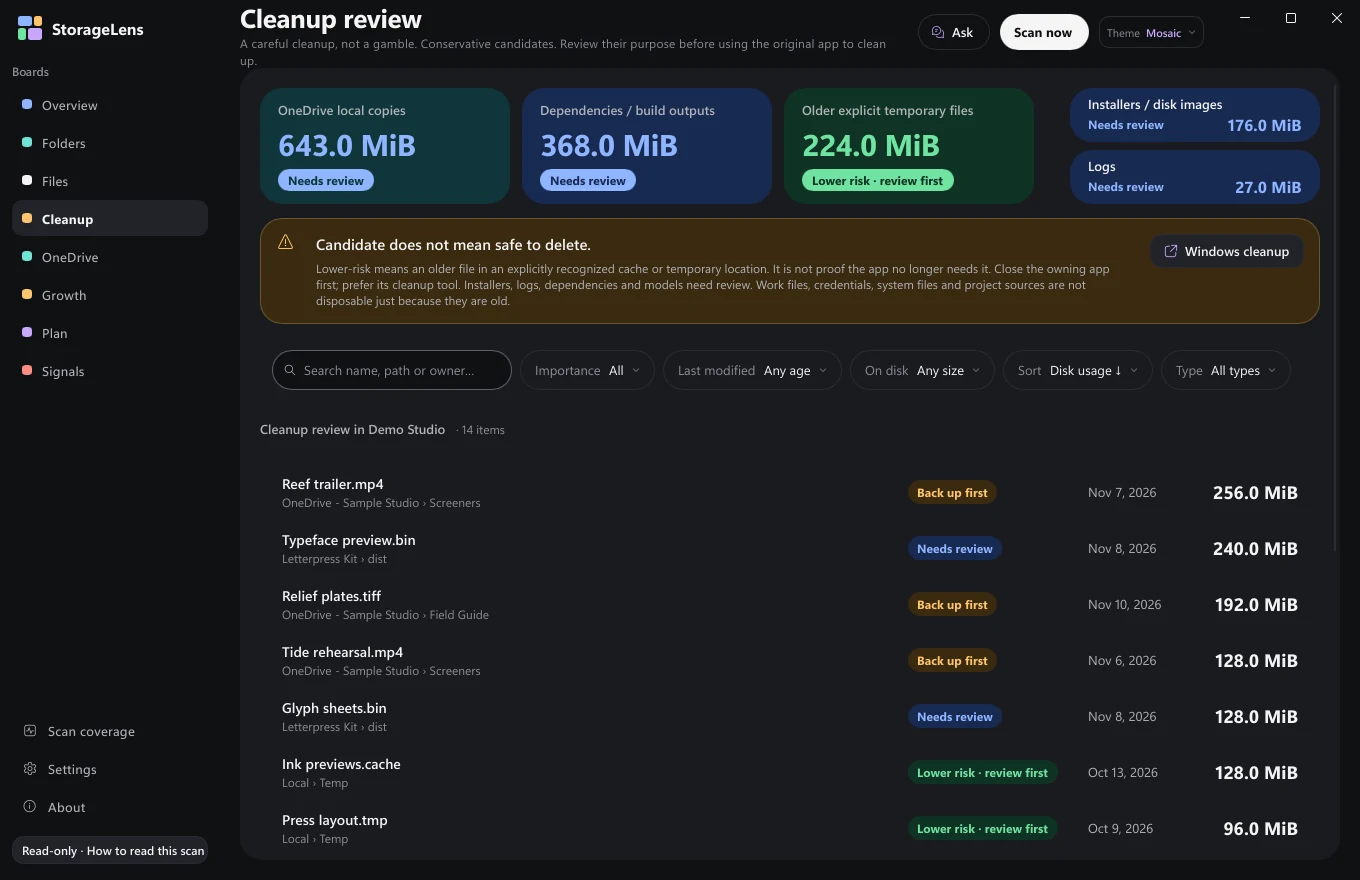 StorageLens
Boards
Overview
Folders
Files
Cleanup
OneDrive
Growth
Plan
Signals
Scan coverage
Settings
About
Read-only · How to read this scan
Cleanup review
A careful cleanup, not a gamble. Conservative candidates. Review their purpose before using the original app to clean
up.
Ask
Scan now
Theme Mosaic
OneDrive local copies
643.0 MiB
Needs review
Dependencies / build outputs
368.0 MiB
Needs review
Older explicit temporary files
224.0 MiB
Lower risk · review first
Installers / disk images
Needs review 176.0 MiB
Logs
Needs review 27.0 MiB
Candidate does not mean safe to delete.
Lower-risk means an older file in an explicitly recognized cache or temporary location. It is not proof the app no longer needs it. Close the owning app
first; prefer its cleanup tool. Installers, logs, dependencies and models need review. Work files, credentials, system files and project sources are not
disposable just because they are old.
Windows cleanup
Search name, path or owner...
Importance All
Last modified Any age
On disk Any size
Sort Disk usage ↓
Type All types
Cleanup review in Demo Studio · 14 items
Reef trailer.mp4
OneDrive - Sample Studio › Screeners
Back up first
Nov 7, 2026
256.0 MiB
Typeface preview.bin
Letterpress Kit › dist
Needs review
Nov 8, 2026
240.0 MiB
Relief plates.tiff
OneDrive - Sample Studio › Field Guide
Back up first
Nov 10, 2026
192.0 MiB
Tide rehearsal.mp4
OneDrive - Sample Studio › Screeners
Back up first
Nov 6, 2026
128.0 MiB
Glyph sheets.bin
Letterpress Kit › dist
Needs review
Nov 8, 2026
128.0 MiB
Ink previews.cache
Local › Temp
Lower risk · review first
Oct 13, 2026
128.0 MiB
Press layout.tmp
Local › Temp
Lower risk · review first
Oct 9, 2026
96.0 MiB